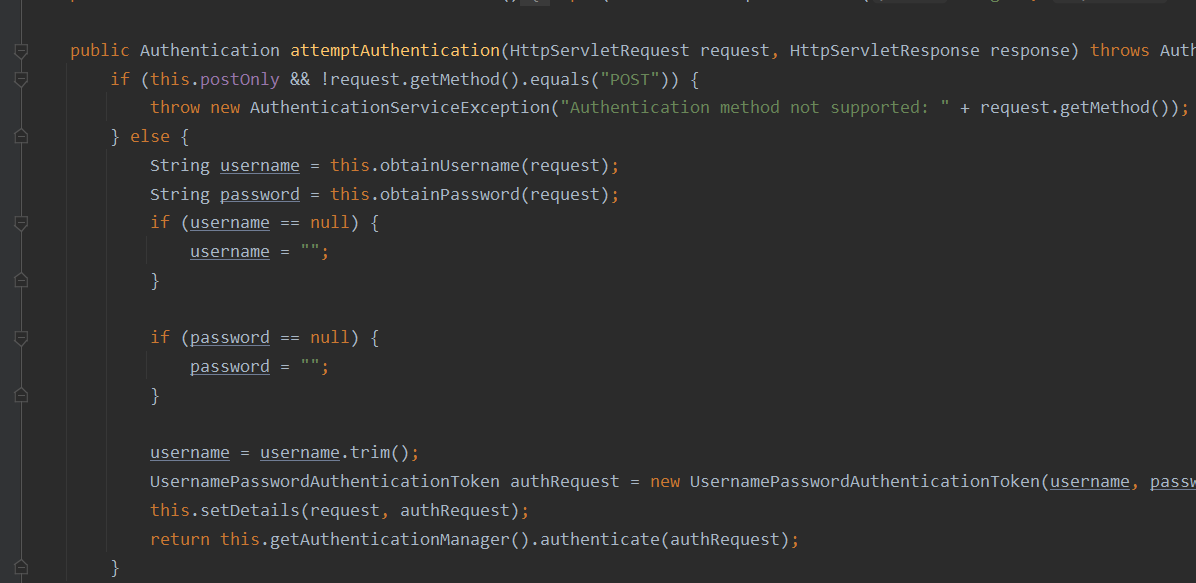 public Authentication attemptAuthentication(HttpServletRequest request, HttpServletResponse response) throws Auth
if (this.postOnly && !request.getMethod().equals("POST")) {
throw new AuthenticationServiceException("Authentication method not supported: " + request.getMethod());
} else {
String username = this.obtainUsername(request);
String password = this.obtainPassword(request);
if (username == null) {
username = "";
}
if (password == null) {
password = "";
}
username = username.trim();
UsernamePasswordAuthenticationToken authRequest = new UsernamePasswordAuthenticationToken(username, passw
this.setDetails(request, authRequest);
return this.getAuthenticationManager().authenticate(authRequest);
}